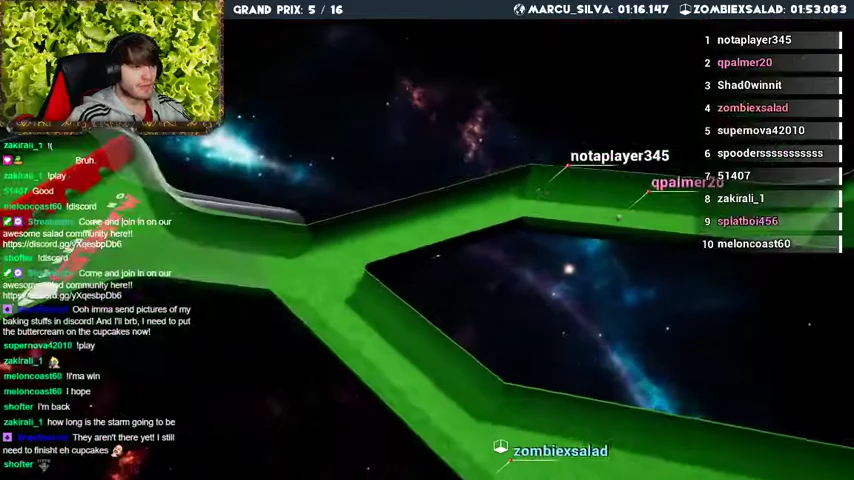 GRAND PRIX: 5 / 16
MARCU_SILVA: 01:16.147
ZOMBIEXSALAD: 01:53.083
1 notaplayer345
2 qpalmer20
3 Shad0winnit
4 zombiexsalad
5 supernova42010
6 spooderssssssssss
7 51407
8 zakirali_1
9 splatboi456
10 meloncoast60
notaplayer345
qpalmer20
zombiexsalad
zakirali_1
Bruh.
zakirali_1 !play
51407 Good
meloncoast60 !discord
Come and join in on our
awesome salad community here!!
https://discord.gg/yXqesbpDb6
shofter !discord
Come and join in on our
awesome salad community here!!
https://discord.gg/yXqesbpDb6
Ooh imma send pictures of my
baking stuffs in discord! And I'll brb, I need to put
the buttercream on the cupcakes now!
supernova42010 !play
zakirali_1
meloncoast60 !I'ma win
meloncoast60 I hope
shofter I'm back
zakirali_1 how long is the starm going to be
They aren't there yet! I still
need to finisht eh cupcakes
shofter